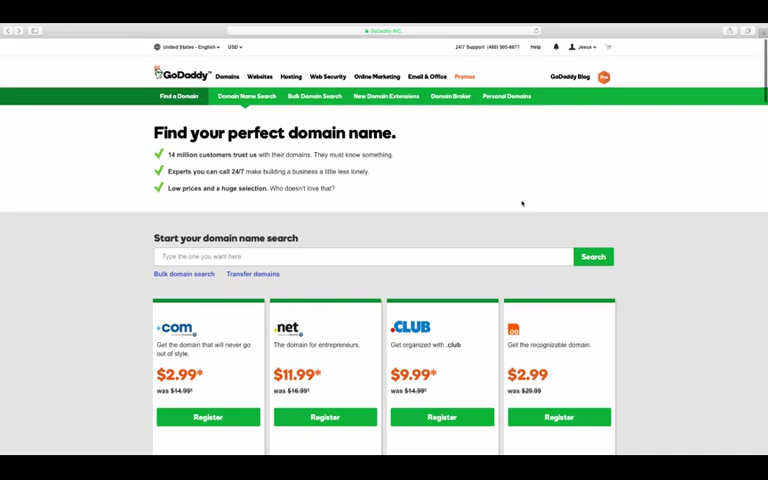 GoDaddy INC.
United States - English USD 24/7 Support (480) 505-8877 Help Jesus
GoDaddy Domains Websites Hosting Web Security Online Marketing Email & Office Promos GoDaddy Blog Pro
Find a Domain Domain Name Search Bulk Domain Search New Domain Extensions Domain Broker Personal Domains
Find your perfect domain name.
14 million customers trust us with their domains. They must know something.
Experts you can call 24/7 make building a business a little less lonely.
Low prices and a huge selection. Who doesn't love that?
Start your domain name search
Type the one you want here Search
Bulk domain search Transfer domains
.com .net .CLUB
Get the domain that will never go out of style.
The domain for entrepreneurs.
Get organized with .club
Get the recognizable domain.
$2.99* $11.99* $9.99* $2.99
was $14.99* was $16.99* was $14.99* was $29.99
Register Register Register Register